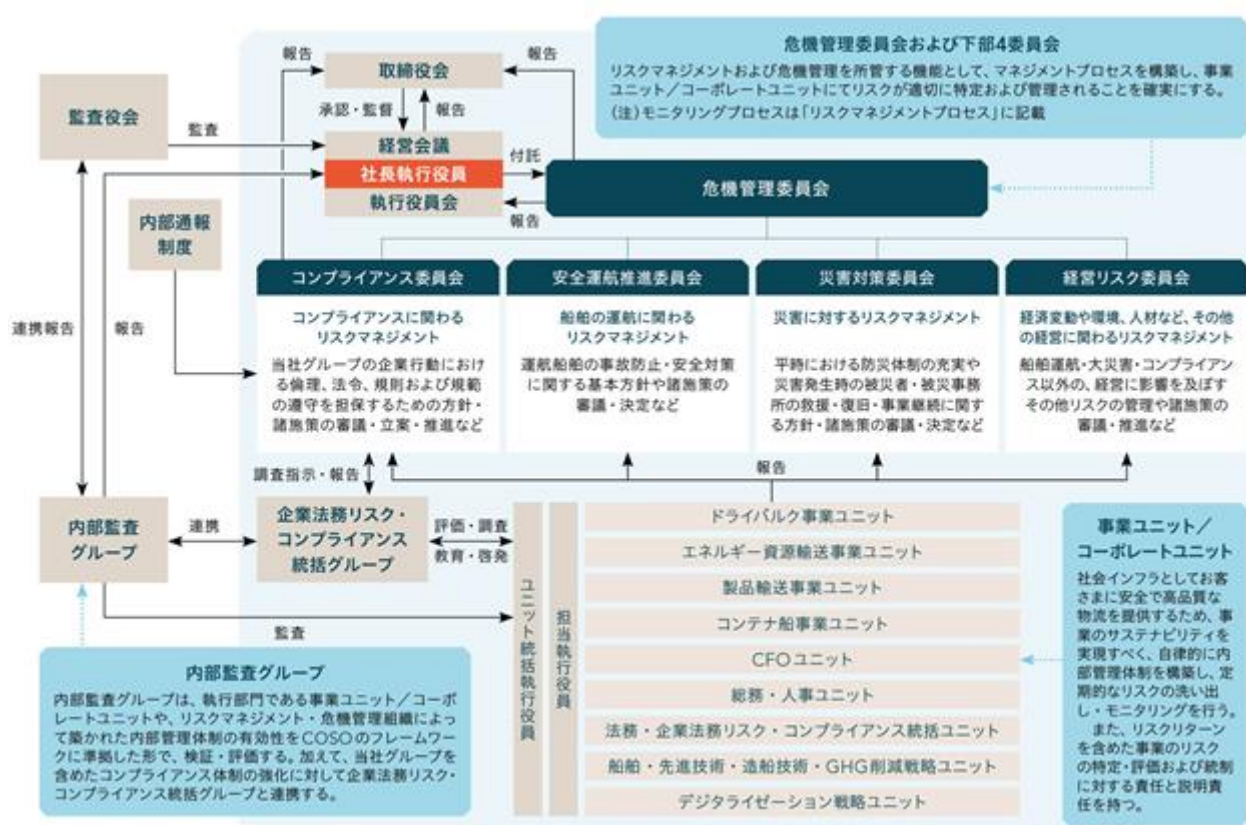 危機管理委員会および下部4委員会
リスクマネジメントおよび危機管理を所管する機能として、マネジメントプロセスを構築し、事業
ユニット／コーポレートユニットにてリスクが適切に特定および管理されることを確実にする。
(注)モニタリングプロセスは「リスクマネジメントプロセス」に記載
報告
取締役会
報告
承認・監督
報告
監査役会
監査
経営会議
社長執行役員
執行役員会
付託
報告
危機管理委員会
内部通報
制度
連携報告
報告
コンプライアンス委員会
コンプライアンスに関わる
リスクマネジメント
当社グループの企業行動におけ
る倫理、法令、規則および規範
の遵守を担保するための方針・
諸施策の審議・立案・推進など
安全運航推進委員会
船舶の運航に関わる
リスクマネジメント
運航船舶の事故防止・安全対策
に関する基本方針や諸施策の
審議・決定など
災害対策委員会
災害に対するリスクマネジメント
平時における防災体制の充実や
災害発生時の被災者・被災事務
所の救援・復旧・事業継続に関す
る方針・諸施策の審議・決定など
経営リスク委員会
経済変動や環境、人材など、その他
の経営に関わるリスクマネジメント
船舶運航・大災害・コンプライアン
ス以外の、経営に影響を及ぼす
その他リスクの管理や諸施策の
審議・推進など
調査指示・報告
報告
内部監査
グループ
連携
企業法務リスク・
コンプライアンス
統括グループ
評価・調査
教育・啓発
監査
ユニット統括執行役員
担当執行役員
ドライバルク事業ユニット
エネルギー資源輸送事業ユニット
製品輸送事業ユニット
コンテナ船事業ユニット
CFOユニット
総務・人事ユニット
法務・企業法務リスク・コンプライアンス統括ユニット
船舶・先進技術・造船技術・GHG削減戦略ユニット
デジタライゼーション戦略ユニット
事業ユニット／
コーポレートユニット
社会インフラとしてお客
さまに安全で高品質な
物流を提供するため、事
業のサステナビリティを
実現すべく、自律的に内
部管理体制を構築し、定
期的なリスクの洗い出
し・モニタリングを行う。
また、リスクリターン
を含めた事業のリスク
の特定・評価および統制
に対する責任と説明責
任を持つ。
内部監査グループ
内部監査グループは、執行部門である事業ユニット／コーポ
レートユニットや、リスクマネジメント・危機管理組織によっ
て築かれた内部管理体制の有効性をCOSOのフレームワー
クに準拠した形で、検証・評価する。加えて、当社グループを
含めたコンプライアンス体制の強化に対して企業法務リスク・
コンプライアンス統括グループと連携する。